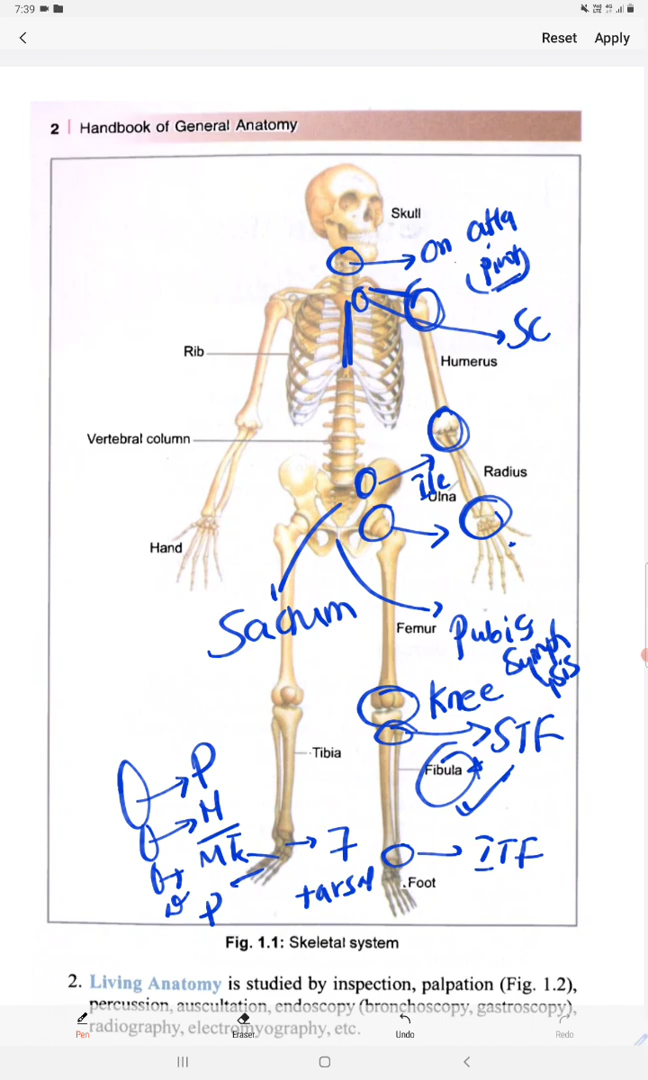 7:39
Reset Apply
2 | Handbook of General Anatomy
Skull
on atla
(pivot)
SC
Rib
Humerus
Vertebral column
Radius
Ile
Ulna
Hand
Sacrum
Femur
Pubis
Symph
ysis
Knee
STF
Tibia
Fibula *
P
H
Mk
7
tarsal
P
ITF
Foot
Fig. 1.1: Skeletal system
2. Living Anatomy is studied by inspection, palpation (Fig. 1.2),
percussion, auscultation, endoscopy (bronchoscopy, gastroscopy),
radiography, electromyography, etc.
Pen Eraser Undo Redo